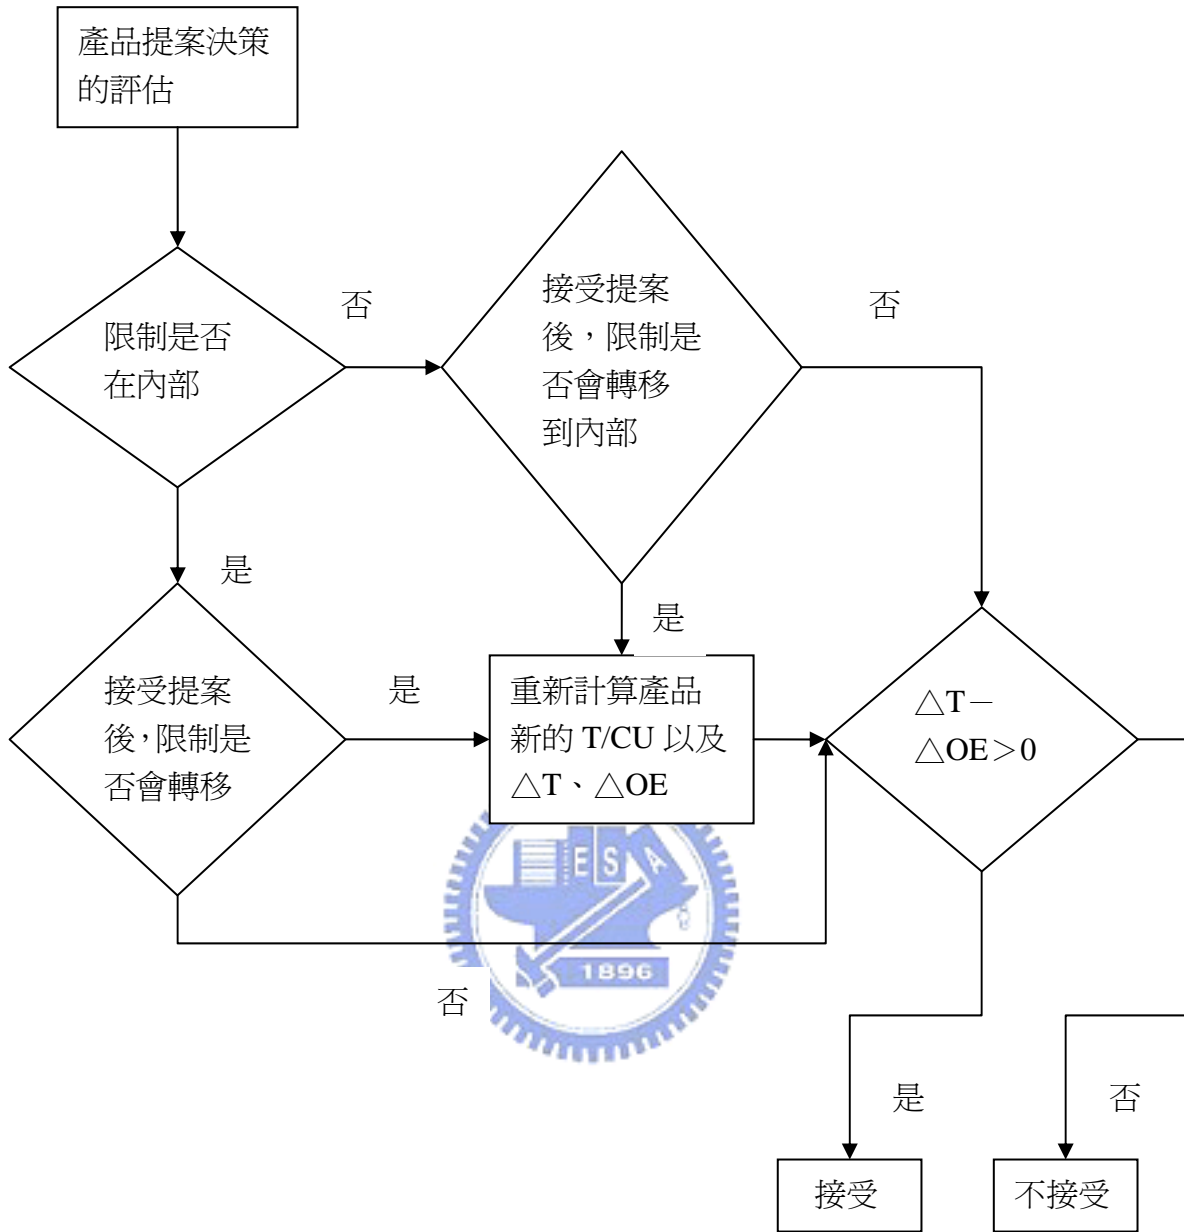 產品提案決策
的評估
限制是否
在內部
否
接受提案
後，限制是
否會轉移
到內部
否
是
是
接受提案
後，限制是
否會轉移
是
重新計算產品
新的 T/CU 以及
△T、△OE
△T－
△OE＞0
E S A
1896
否
是
否
接受
不接受